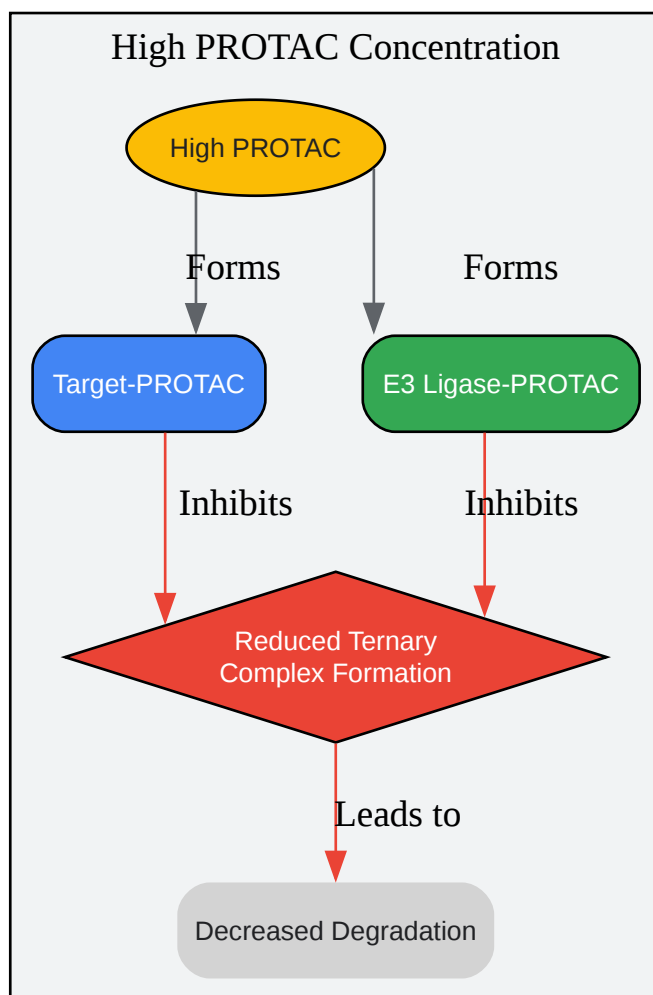 High PROTAC Concentration
High PROTAC
Forms
Forms
Target-PROTAC
E3 Ligase-PROTAC
Inhibits
Inhibits
Reduced Ternary
Complex Formation
Leads to
Decreased Degradation